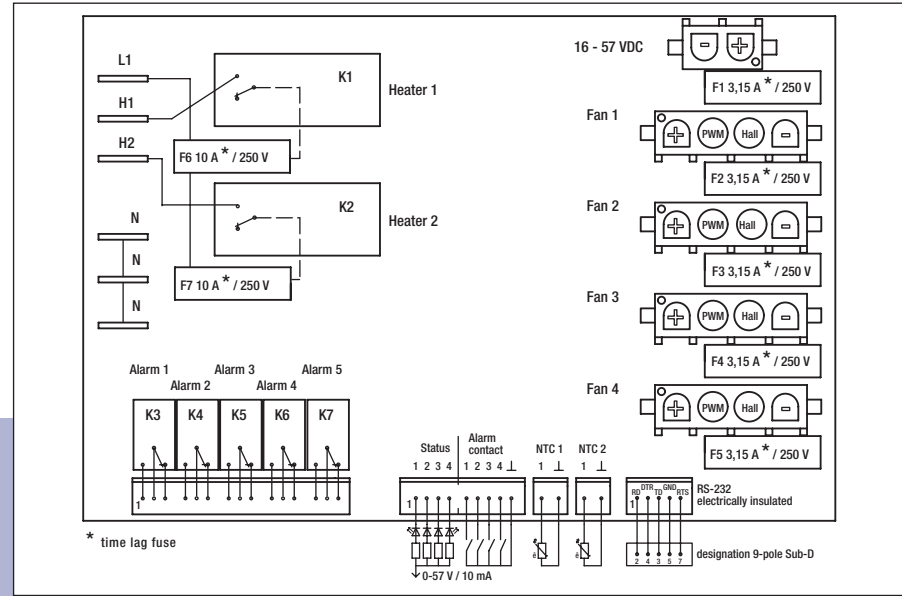 16 - 57 VDC
- +
F1 3,15 A * / 250 V
L1
H1
H2
K1
Heater 1
F6 10 A * / 250 V
K2
Heater 2
F7 10 A * / 250 V
N
N
N
Fan 1
+ PWM Hall -
F2 3,15 A * / 250 V
Fan 2
+ PWM Hall -
F3 3,15 A * / 250 V
Fan 3
+ PWM Hall -
F4 3,15 A * / 250 V
Fan 4
+ PWM Hall -
F5 3,15 A * / 250 V
Alarm 1 Alarm 3 Alarm 5
Alarm 2 Alarm 4
K3 K4 K5 K6 K7
1
Status
Alarm
contact
1 2 3 4 1 2 3 4 ⊥
1
0-57 V / 10 mA
NTC 1
1 ⊥
NTC 2
1 ⊥
RD DTR TD GND RTS
1
RS-232
electrically insulated
2 4 3 5 7
designation 9-pole Sub-D
* time lag fuse